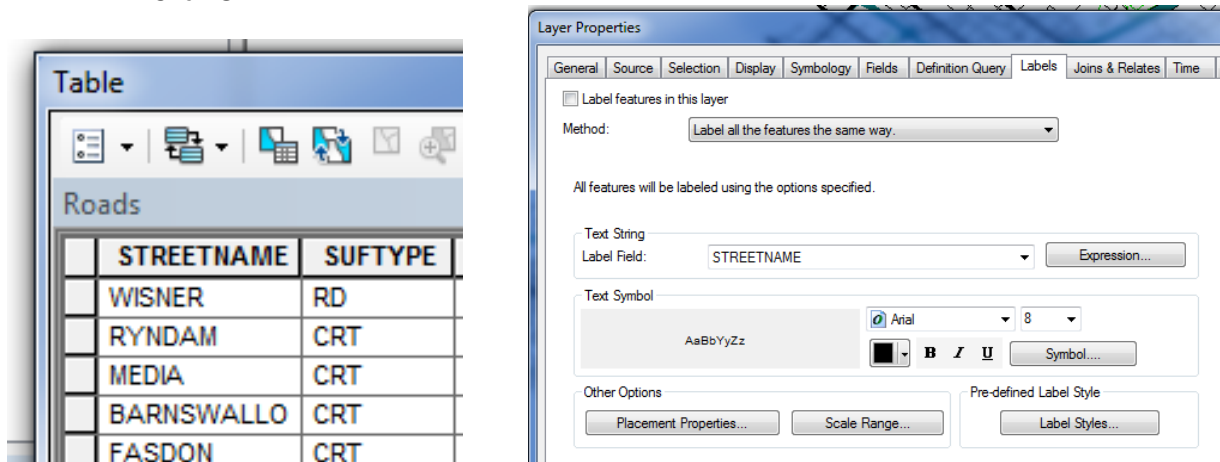 Table
Roads
STREETNAME SUFTYPE
WISNER RD
RYNDAM CRT
MEDIA CRT
BARNSWALLO CRT
FASDON CRT
Layer Properties
General Source Selection Display Symbology Fields Definition Query Labels Joins & Relates Time
Label features in this layer
Method: Label all the features the same way.
All features will be labeled using the options specified.
Text String
Label Field: STREETNAME Expression...
Text Symbol
AaBbYyZz
Arial 8
B I U Symbol....
Other Options Pre-defined Label Style
Placement Properties... Scale Range... Label Styles...